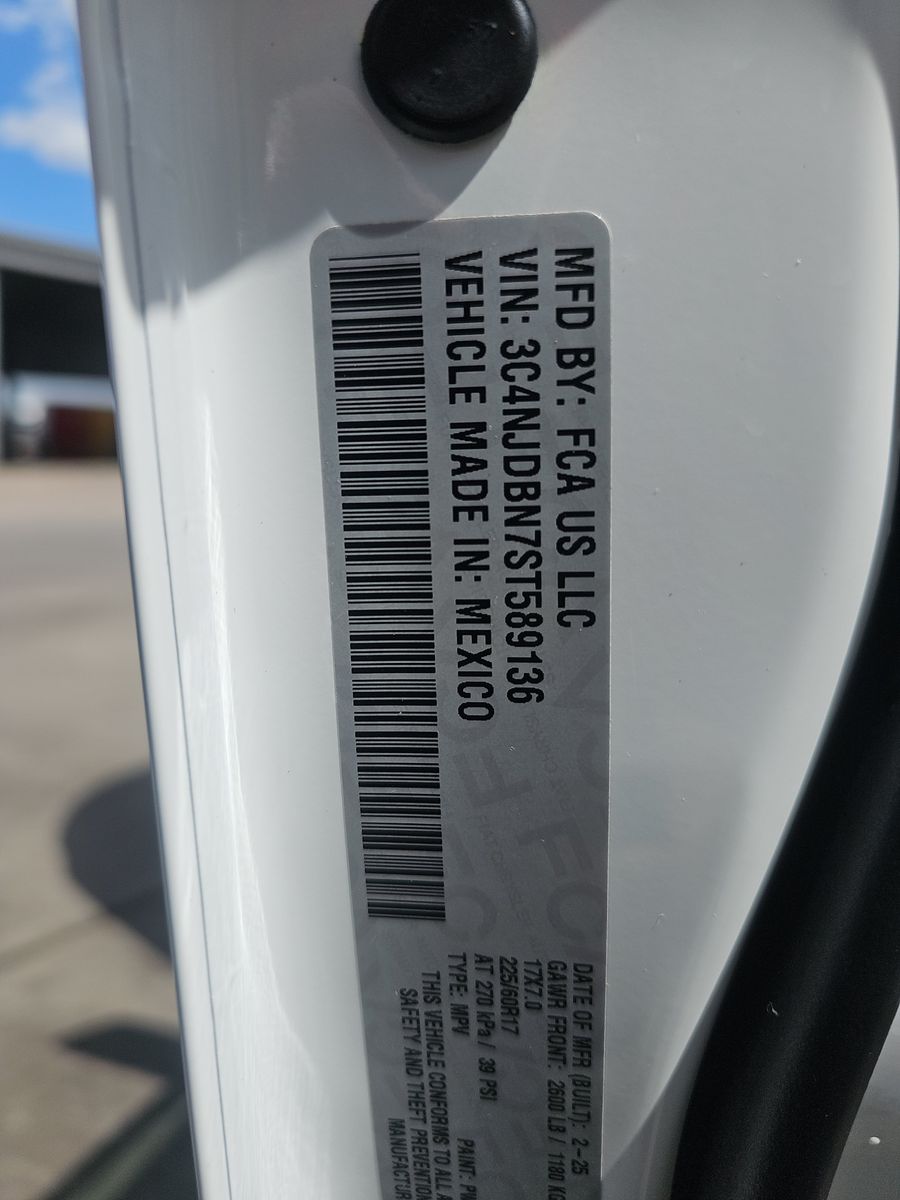 MFD BY: FCA US LLC
VIN: 3C4NJDBN7ST589136
VEHICLE MADE IN: MEXICO
DATE OF MFR (BUILT): 2-25
GAWR FRONT: 2600 LB / 1180 KG
17X7.0
225/60R17
AT 270 kPa / 39 PSI
TYPE: MPV PAINT:
THIS VEHICLE CONFORMS TO ALL
SAFETY AND THEFT PREVENTION